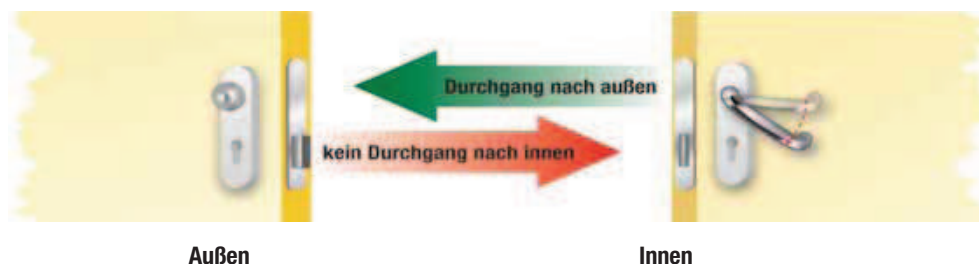 Durchgang nach außen
kein Durchgang nach innen
Außen
Innen